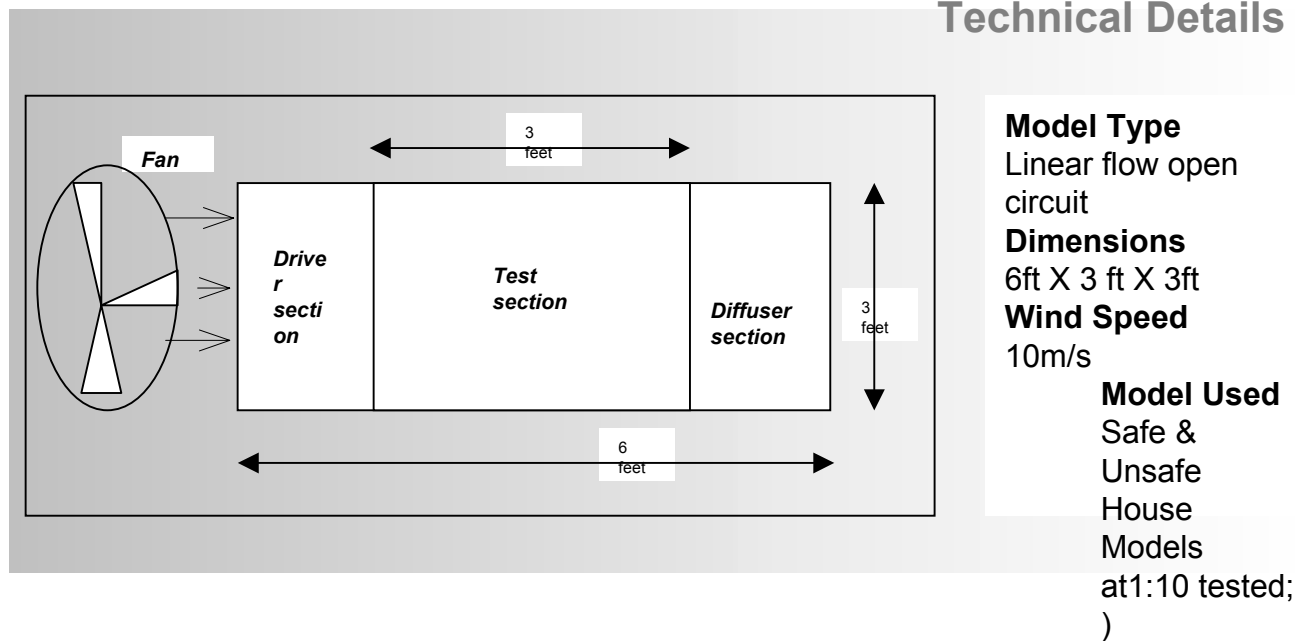 Technical Details
Fan
3
feet
Drive
r
secti
on
Test
section
Diffuser
section
3
feet
6
feet
Model Type
Linear flow open
circuit
Dimensions
6ft X 3 ft X 3ft
Wind Speed
10m/s
Model Used
Safe &
Unsafe
House
Models
at1:10 tested;
)